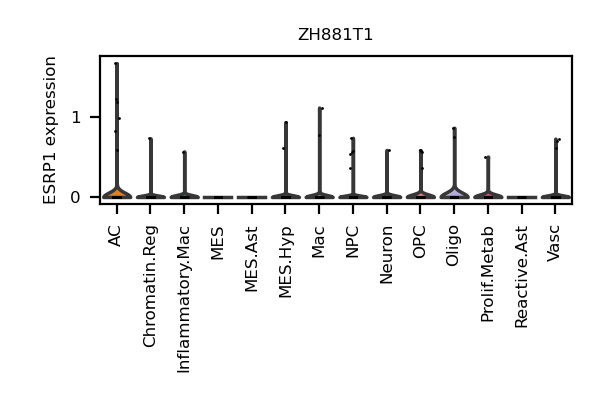 ZH881T1
ESRP1 expression
1
0
AC
Chromatin.Reg
Inflammatory.Mac
MES
MES.Ast
MES.Hyp
Mac
NPC
Neuron
OPC
Oligo
Prolif.Metab
Reactive.Ast
Vasc